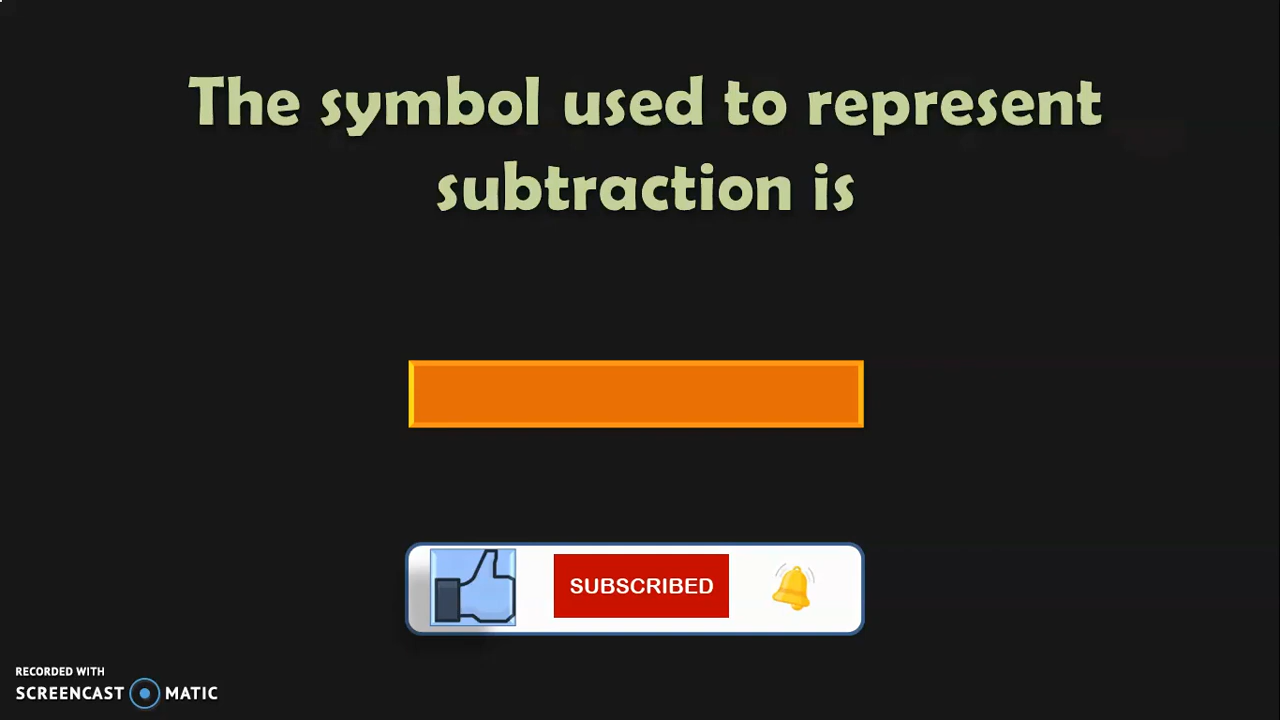 The symbol used to represent
subtraction is
SUBSCRIBED
RECORDED WITH
SCREENCAST MATIC